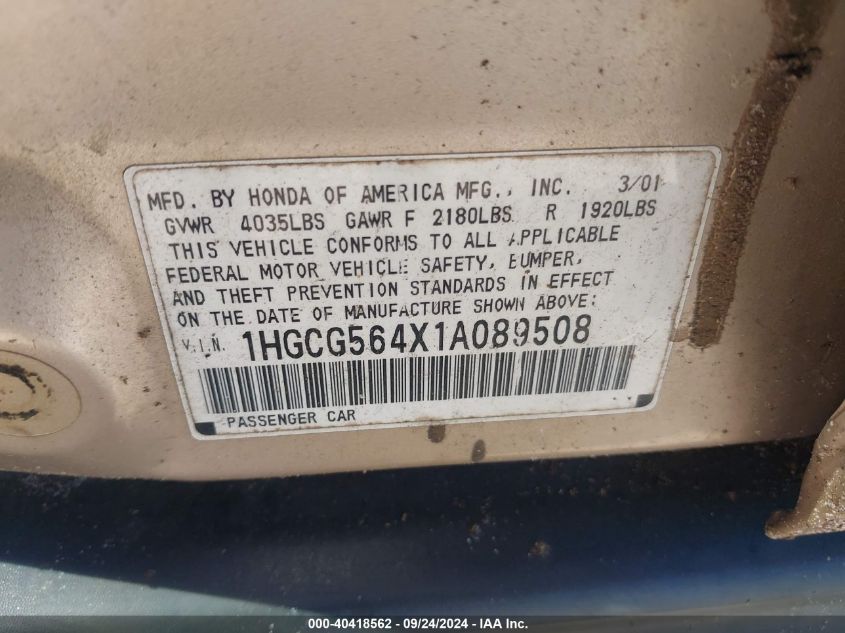 MFD. BY HONDA OF AMERICA MFG., INC. 3/01
GVWR 4035LBS GAWR F 2180LBS R 1920LBS
THIS VEHICLE CONFORMS TO ALL APPLICABLE
FEDERAL MOTOR VEHICLE SAFETY, BUMPER,
AND THEFT PREVENTION STANDARDS IN EFFECT
ON THE DATE OF MANUFACTURE SHOWN ABOVE:
V.I.N. 1HGCG564X1A089508
PASSENGER CAR
000-40418562 - 09/24/2024 - IAA Inc.